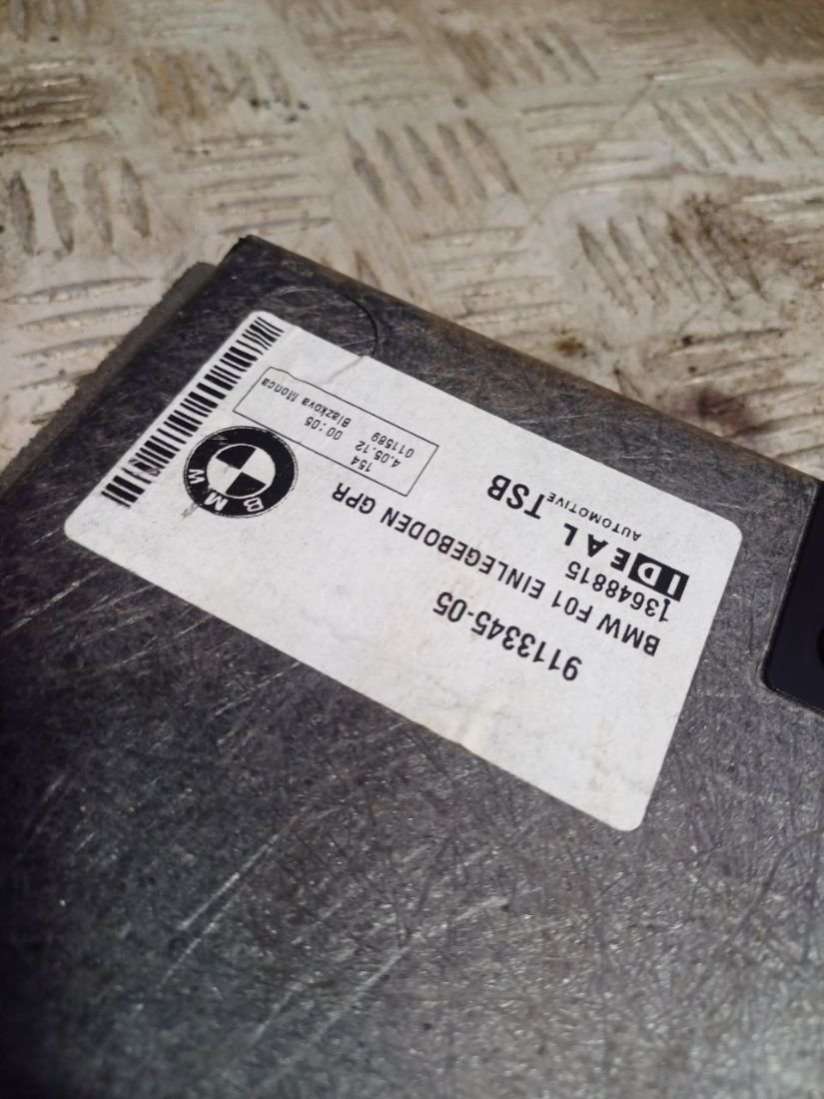 9113345-05
BMW F01 EINLEGEBODEN GPR
13648815
IDEAL TSB
AUTOMOTIVE
154
4.05.12 00:05
011589 Blazkova Monca
BMW